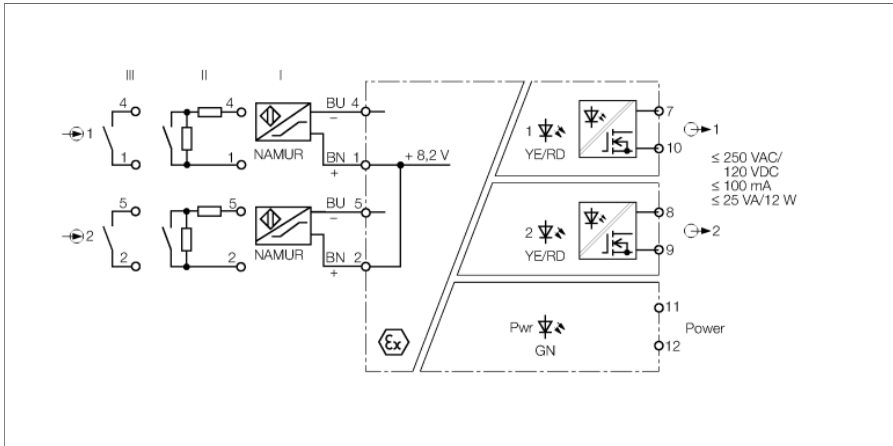 III II I
4 4 BU 4
−
1
1 1 NAMUR BN 1
+
+ 8,2 V
5 5 BU 5
−
2
2 2 NAMUR BN 2
+
1
YE/RD
7
10
1
≤ 250 VAC/
120 VDC
≤ 100 mA
≤ 25 VA/12 W
2
YE/RD
8
9
2
Pwr
GN
11
12
Power
Ex